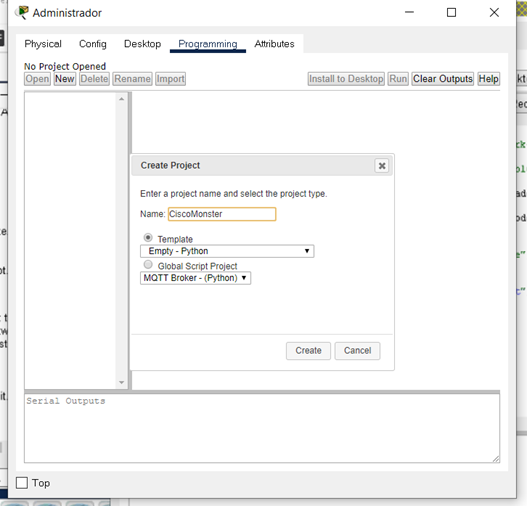 Administrador
Physical Config Desktop Programming Attributes
No Project Opened
Open New Delete Rename Import Install to Desktop Run Clear Outputs Help
Create Project
Enter a project name and select the project type.
Name: CiscoMonster
Template
Empty - Python
Global Script Project
MQTT Broker - (Python)
Create Cancel
Serial Outputs
Top